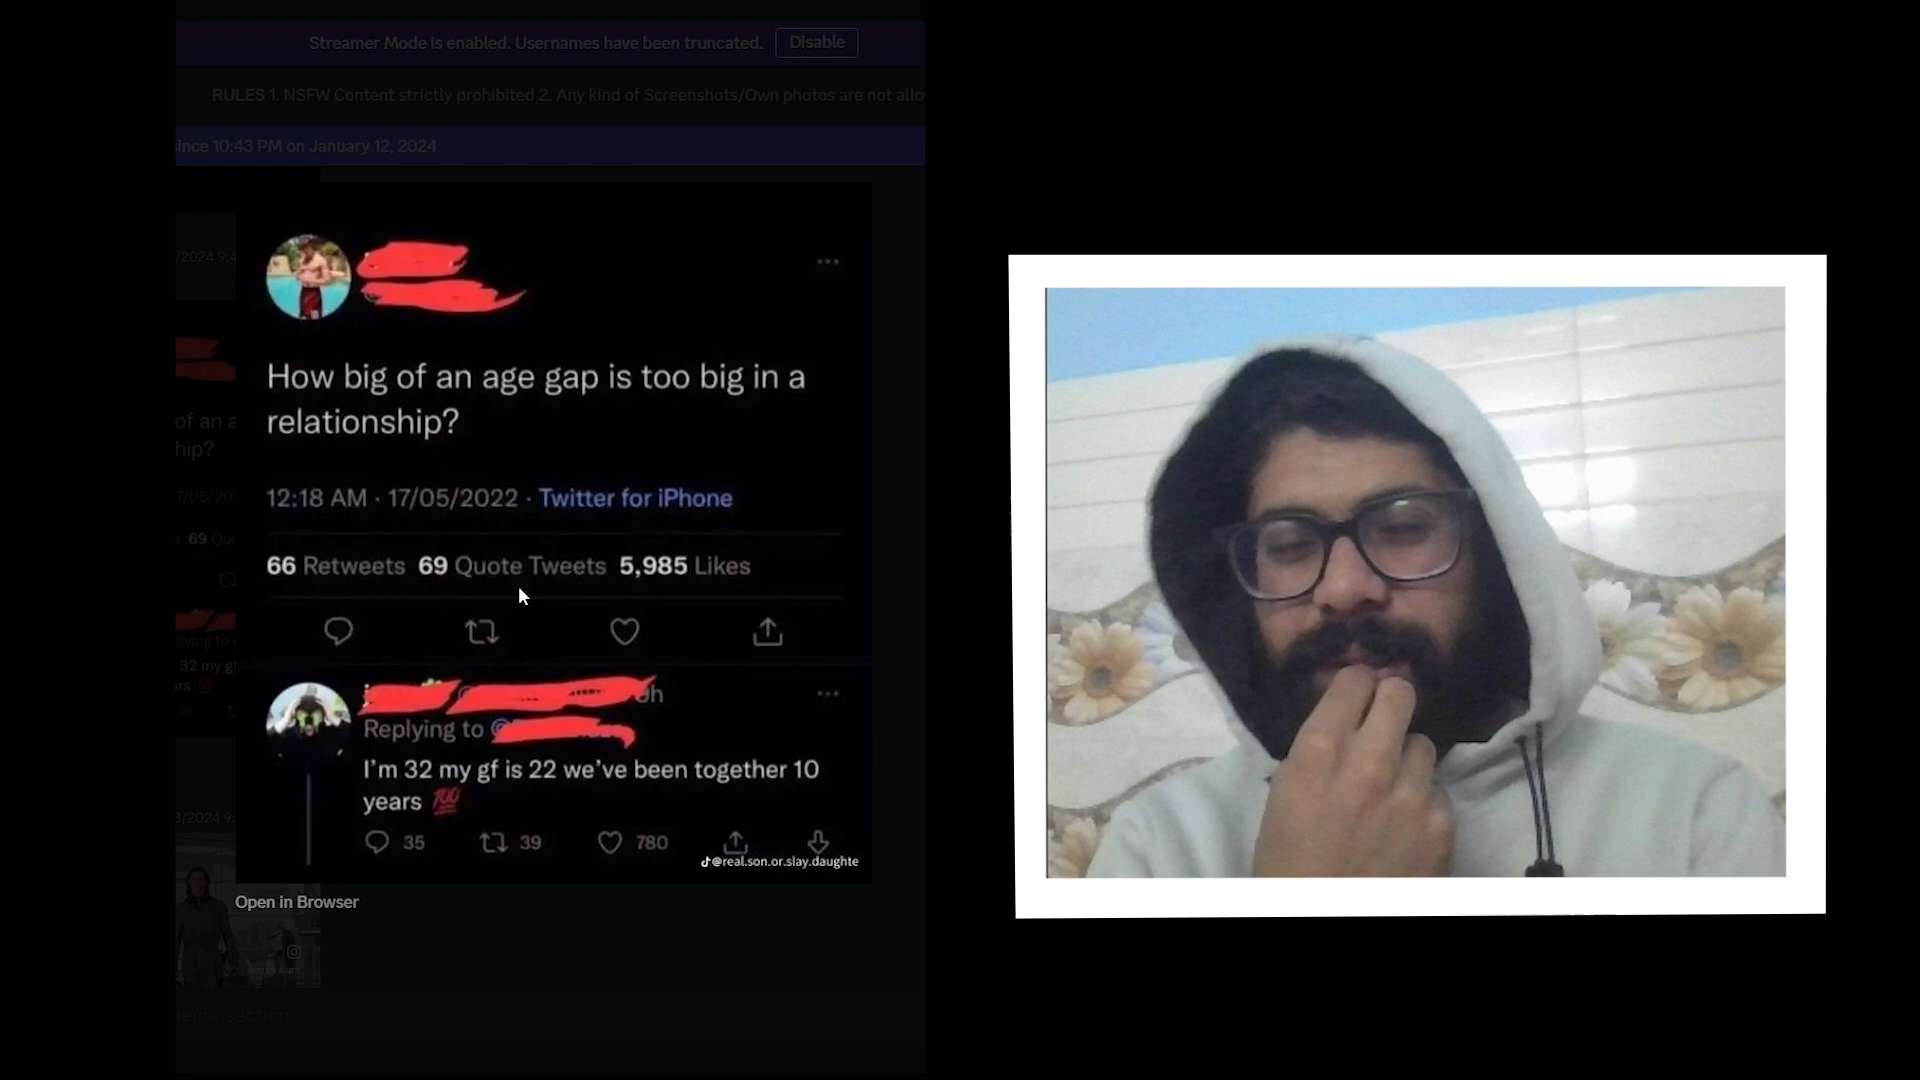 Streamer Mode is enabled. Usernames have been truncated. Disable
RULES 1. NSFW Content strictly prohibited 2. Any kind of Screenshots/Own photos are not allo
since 10:43 PM on January 12, 2024
How big of an age gap is too big in a
relationship?
12:18 AM · 17/05/2022 · Twitter for iPhone
66 Retweets 69 Quote Tweets 5,985 Likes
Replying to @
I'm 32 my gf is 22 we've been together 10
years 💯
35 39 780
@real.son.or.slay.daughte
Open in Browser
meme-section